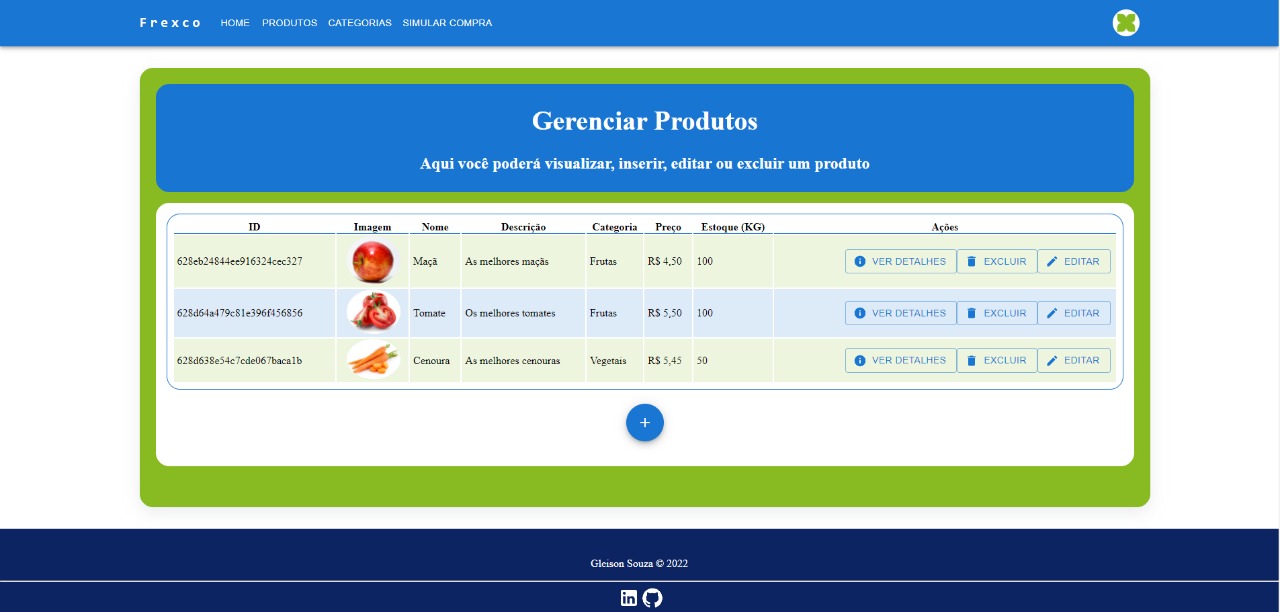 Frexco HOME PRODUTOS CATEGORIAS SIMULAR COMPRA
Gerenciar Produtos
Aqui você poderá visualizar, inserir, editar ou excluir um produto
ID Imagem Nome Descrição Categoria Preço Estoque (KG) Ações
628eb24844ee916324cec327 Maçã As melhores maçãs Frutas R$ 4,50 100 VER DETALHES EXCLUIR EDITAR
628d64a479c81e396f456856 Tomate Os melhores tomates Frutas R$ 5,50 100 VER DETALHES EXCLUIR EDITAR
628d638e54c7cde067baca1b Cenoura As melhores cenouras Vegetais R$ 5,45 50 VER DETALHES EXCLUIR EDITAR
+
Gleison Souza © 2022